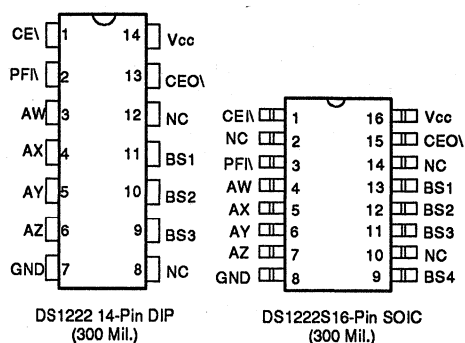 CE\ 1 14 Vcc
PFI\ 2 13 CEO\
AW 3 12 NC
AX 4 11 BS1
AY 5 10 BS2
AZ 6 9 BS3
GND 7 8 NC
DS1222 14-Pin DIP
(300 Mil.)
CEI\ 1 16 Vcc
NC 2 15 CEO\
PFI\ 3 14 NC
AW 4 13 BS1
AX 5 12 BS2
AY 6 11 BS3
AZ 7 10 NC
GND 8 9 BS4
DS1222S16-Pin SOIC
(300 Mil.)